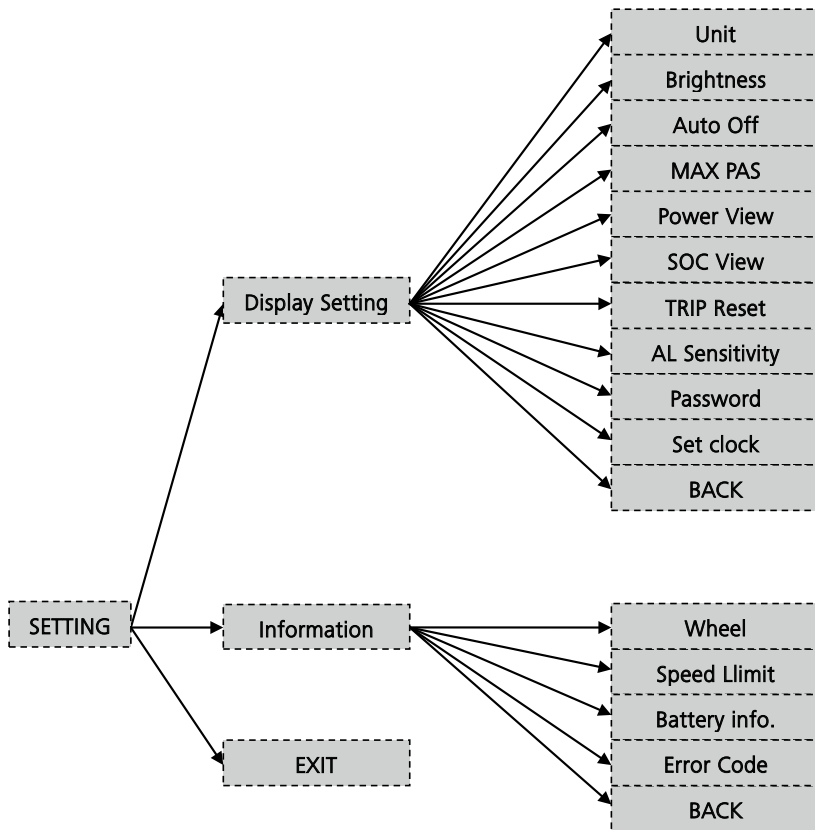 Unit
Brightness
Auto Off
MAX PAS
Power View
SOC View
Display Setting
TRIP Reset
AL Sensitivity
Password
Set clock
BACK
SETTING
Information
Wheel
Speed Llimit
Battery info.
EXIT
Error Code
BACK